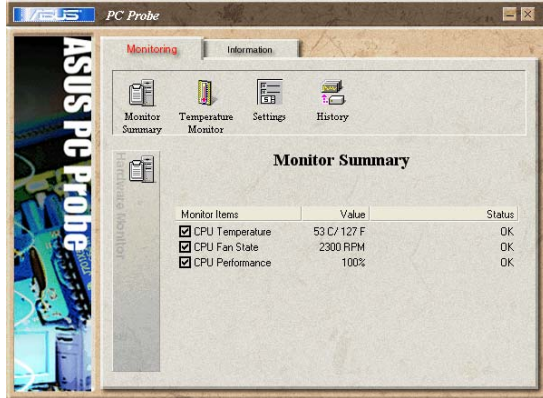 ASUS PC Probe
Monitoring Information
Monitor Summary
Temperature Monitor
Settings
History
ASUS PC Probe
Hardware Monitor
Monitor Summary
Monitor Items Value Status
CPU Temperature 53 C/ 127 F OK
CPU Fan State 2300 RPM OK
CPU Performance 100% OK